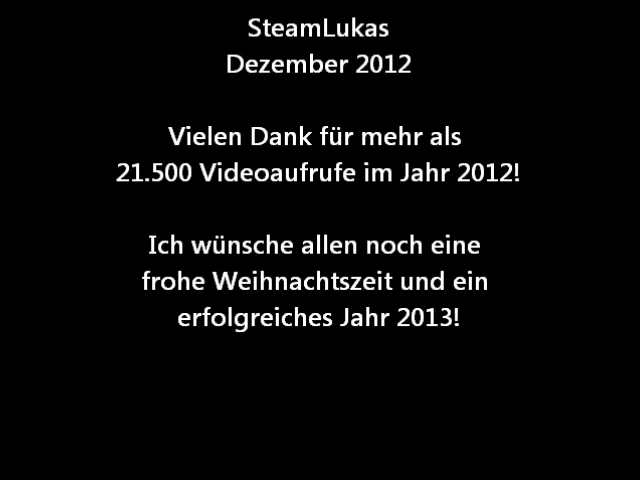 SteamLukas
Dezember 2012
Vielen Dank für mehr als
21.500 Videoaufrufe im Jahr 2012!
Ich wünsche allen noch eine
frohe Weihnachtszeit und ein
erfolgreiches Jahr 2013!